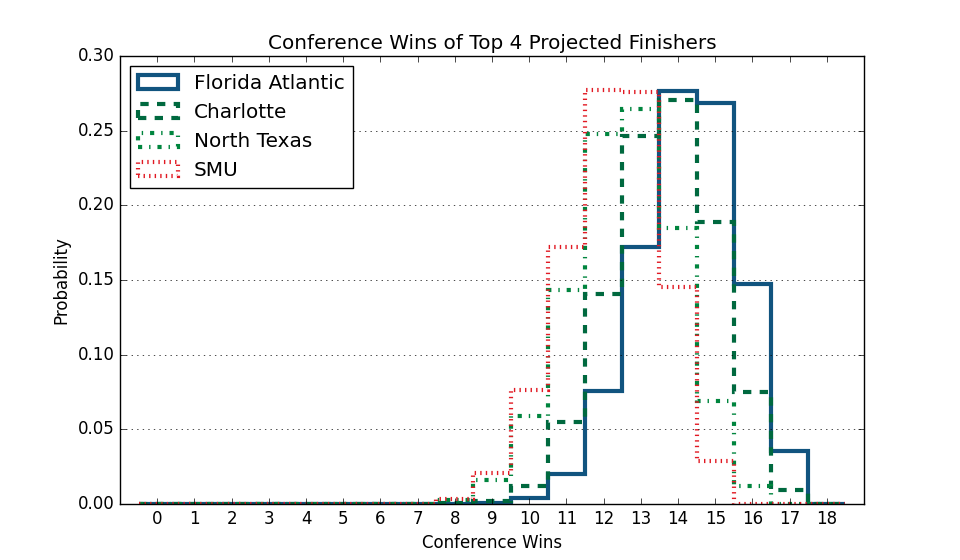 Conference Wins of Top 4 Projected Finishers
Florida Atlantic
Charlotte
North Texas
SMU
0.30
0.25
0.20
0.15
0.10
0.05
0.00
Probability
0 1 2 3 4 5 6 7 8 9 10 11 12 13 14 15 16 17 18
Conference Wins